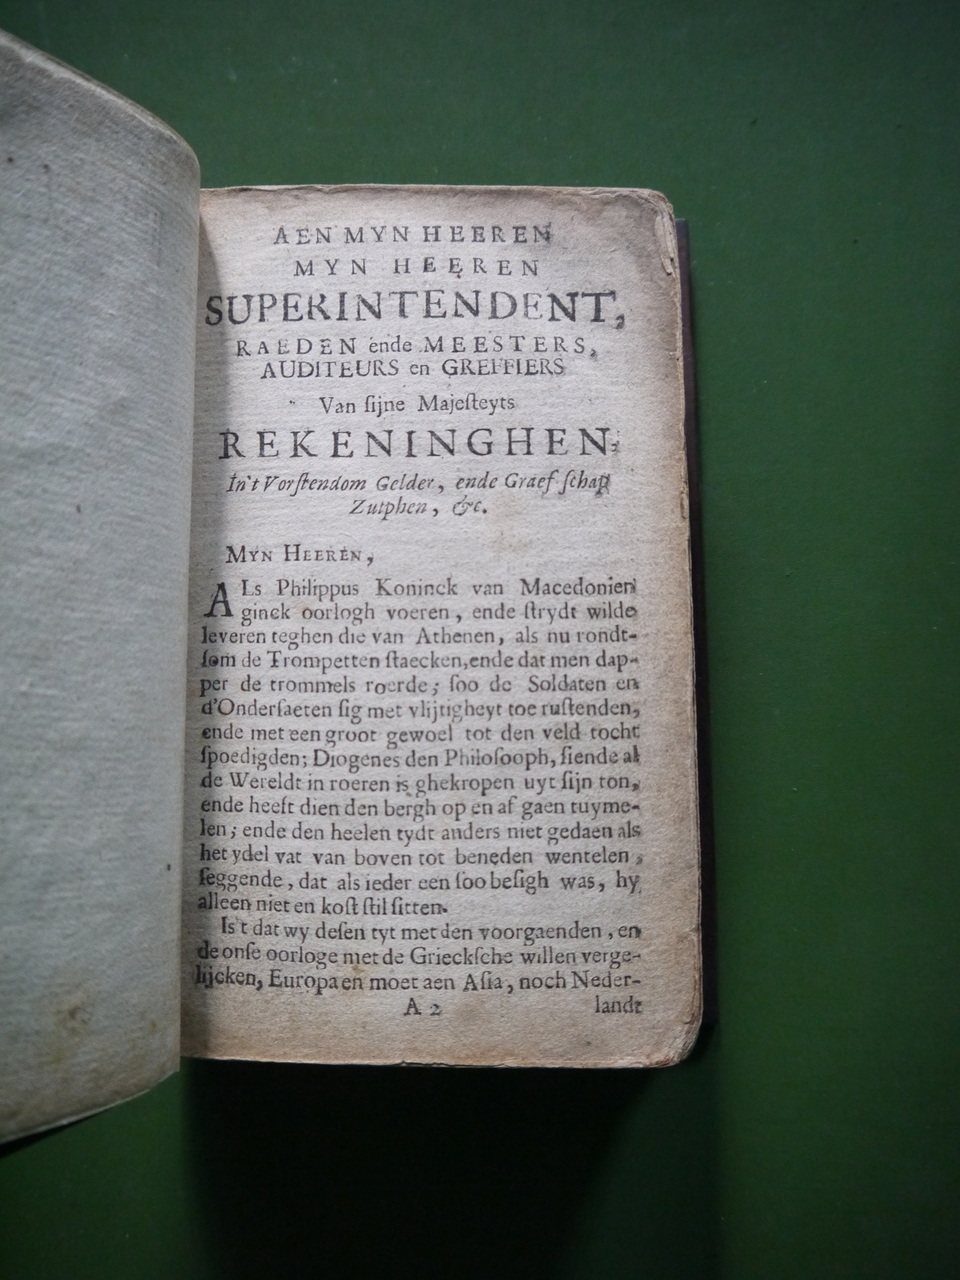 AEN MYN HEEREN
MYN HEEREN
SUPERINTENDENT,
RAEDEN ende MEESTERS,
AUDITEURS en GREFFIERS
Van ſijne Majeſteyts
REKENINGHEN,
In't Vorſtendom Gelder, ende Graefſchap
Zutphen, &c.
MYN HEEREN,
ALs Philippus Koninck van Macedonien
ginck oorlogh voeren, ende ſtrydt wilde
leveren teghen die van Athenen, als nu rondt-
ſom de Trompetten ſtaecken, ende dat men dap-
per de trommels roerde; ſoo de Soldaten en
d'Onderſaeten ſig met vlijtigheyt toe ruſtenden,
ende met een groot gewoel tot den veld tocht
ſpoedigden; Diogenes den Philoſooph, ſiende al
de Wereldt in roeren is ghekropen uyt ſijn ton,
ende heeft dien den bergh op en af gaen tuyme-
len; ende den heelen tydt anders niet gedaen als
het ydel vat van boven tot beneden wentelen,
ſeggende, dat als ieder een ſoo beſigh was, hy
alleen niet en koſt ſtil ſitten.
Is't dat wy deſen tyt met den voorgaenden, en
de onſe oorloge met de Griecksſche willen verge-
lijcken, Europa en moet aen Aſia, noch Neder-
A 2 landt